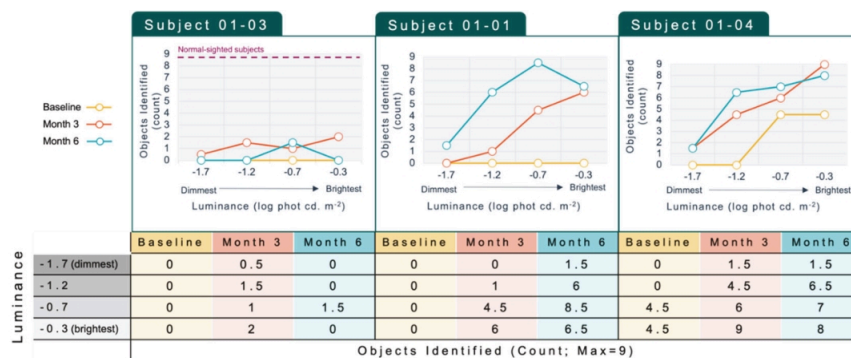 Subject 01-03
Subject 01-01
Subject 01-04
Baseline
Month 3
Month 6
Objects Identified
(count)
9
8
7
6
5
4
3
2
1
0
Normal-sighted subjects
-1.7 -1.2 -0.7 -0.3
Dimmest Brightest
Luminance (log phot cd. m⁻²)
Objects Identified
(count)
9
8
7
6
5
4
3
2
1
0
-1.7 -1.2 -0.7 -0.3
Dimmest Brightest
Luminance (log phot cd. m⁻²)
Objects Identified
(count)
9
8
7
6
5
4
3
2
1
0
-1.7 -1.2 -0.7 -0.3
Dimmest Brightest
Luminance (log phot cd. m⁻²)
Luminance
Baseline Month 3 Month 6 Baseline Month 3 Month 6 Baseline Month 3 Month 6
-1.7 (dimmest) 0 0.5 0 0 0 1.5 0 1.5 1.5
-1.2 0 1.5 0 0 1 6 0 4.5 6.5
-0.7 0 1 1.5 0 4.5 8.5 4.5 6 7
-0.3 (brightest) 0 2 0 0 6 6.5 4.5 9 8
Objects Identified (Count; Max=9)